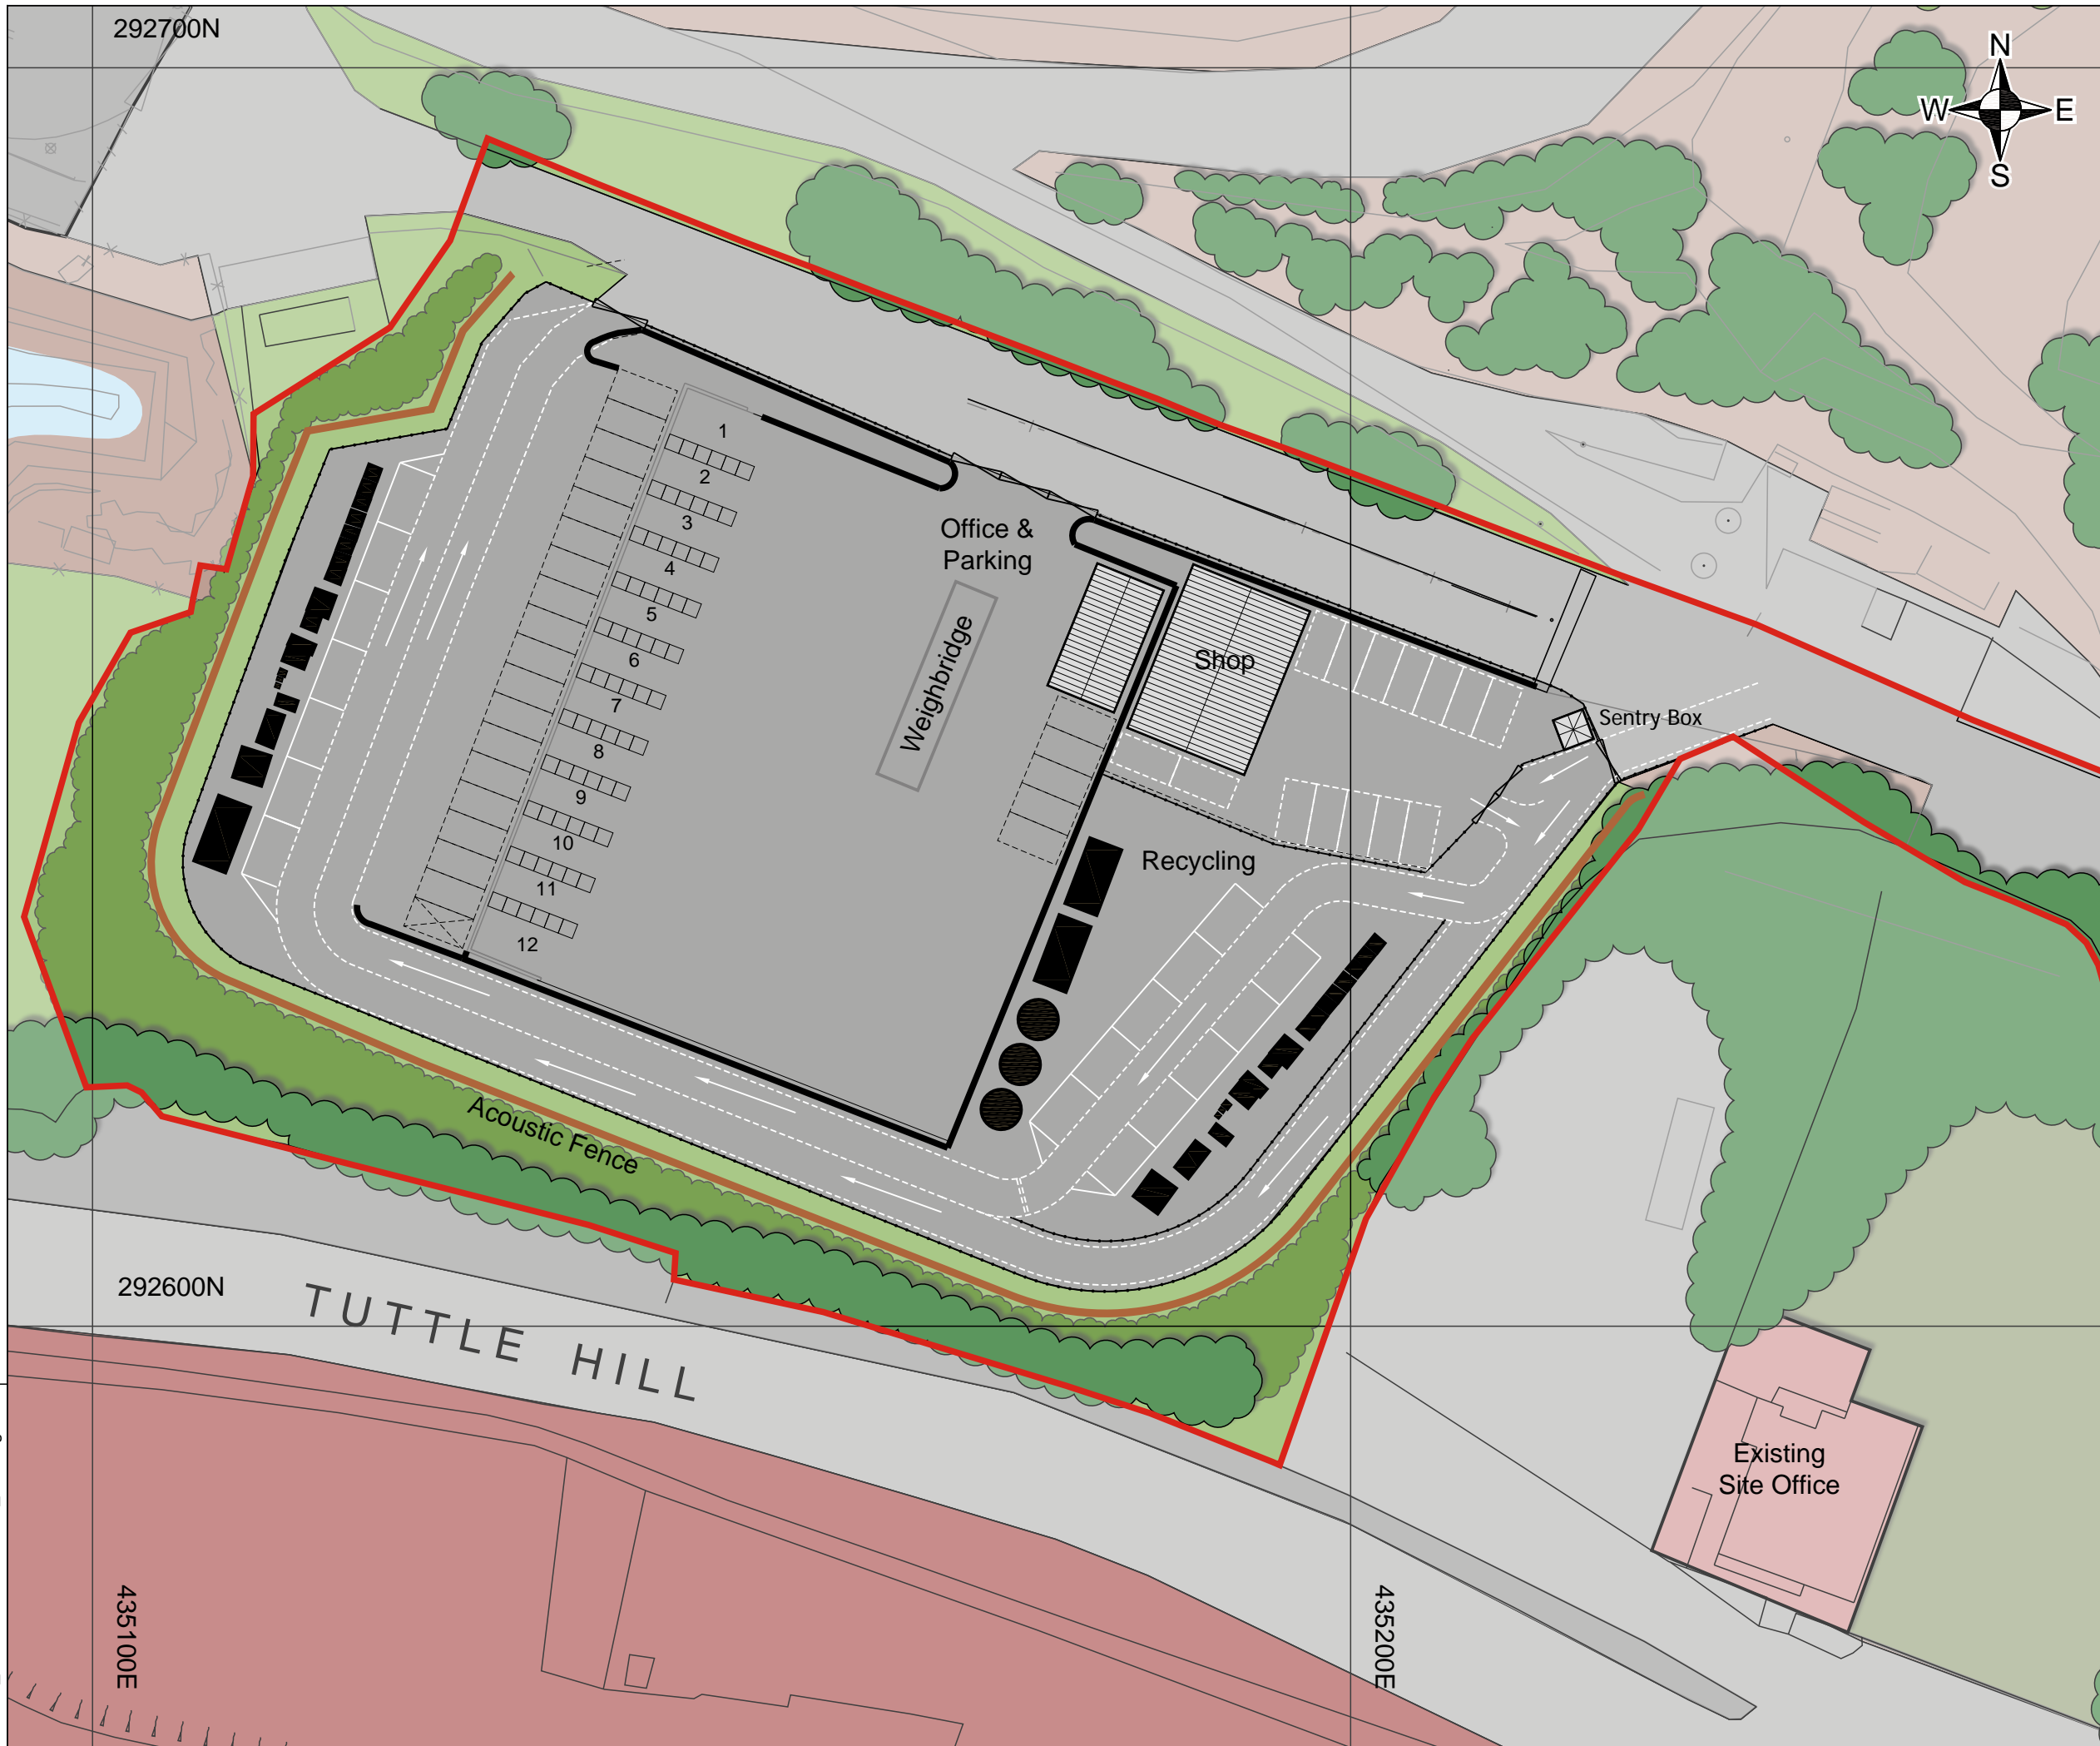 292700N
N
W E
S
1
2
3
4
5
6
7
8
9
10
11
12
Office &
Parking
Weighbridge
Shop
Sentry Box
Recycling
Acoustic Fence
292600N
TUTTLE HILL
Existing
Site Office
435100E
435200E